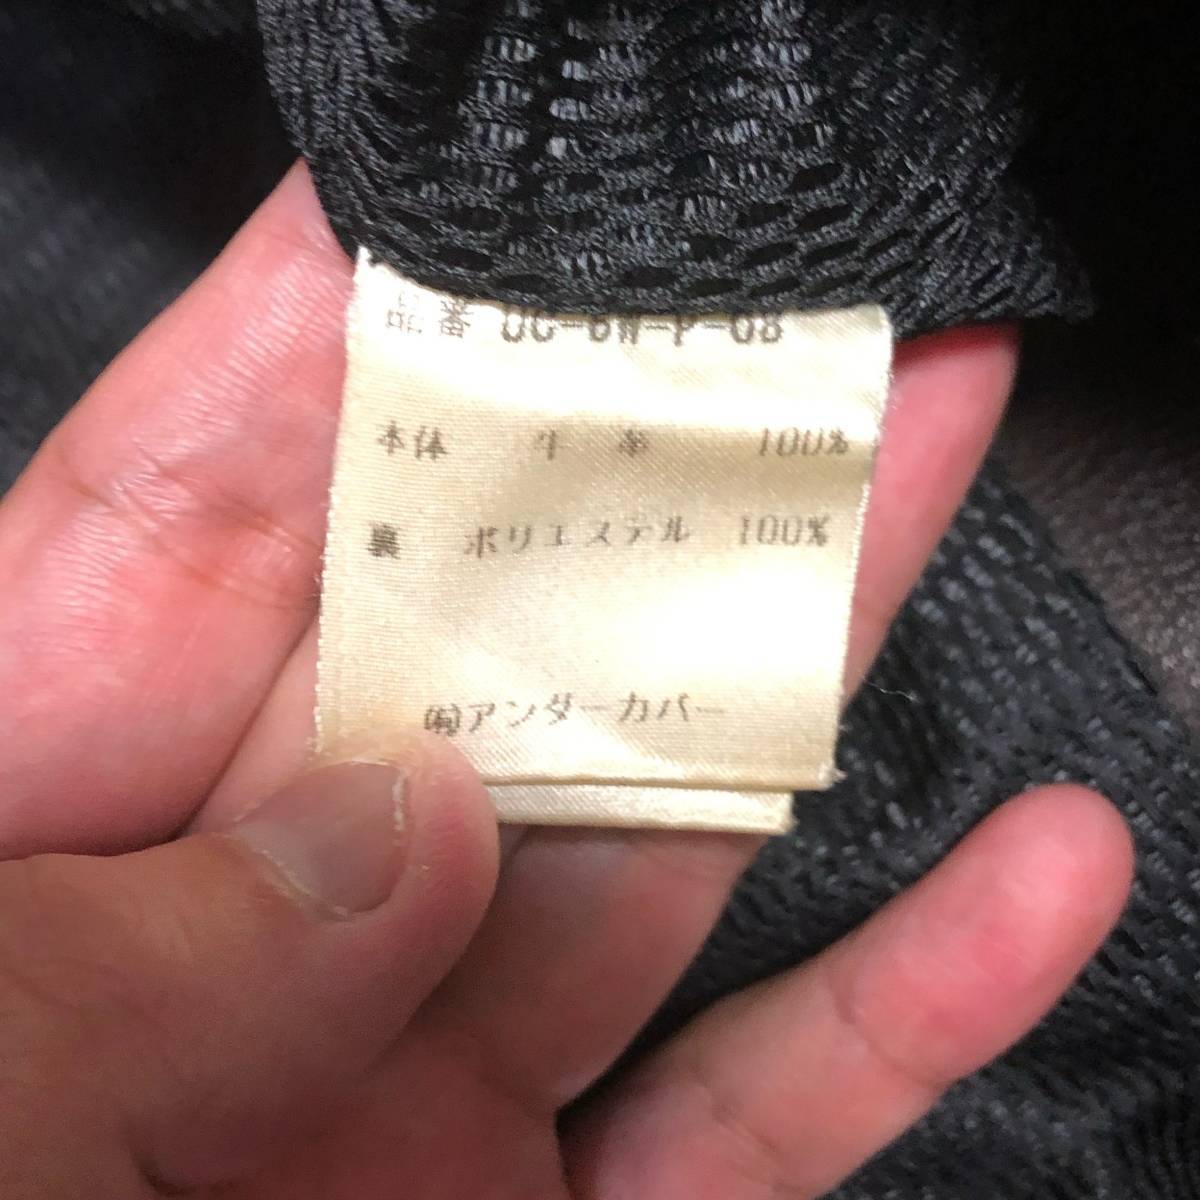 品番 UC-6W-P-08
本体 牛 革 100%
裏 ポリエステル 100%
㈲アンダーカバー